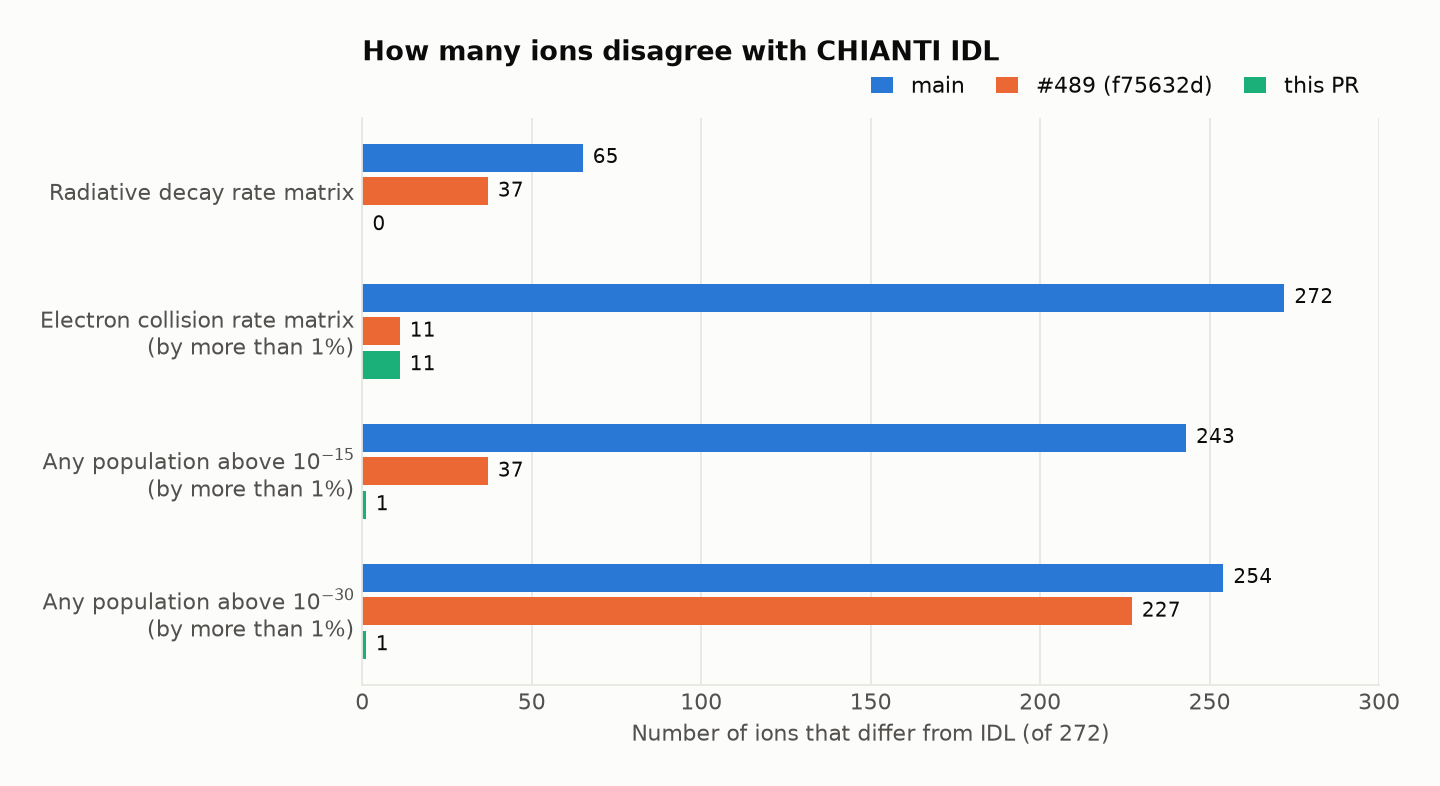 How many ions disagree with CHIANTI IDL
main #489 (f75632d) this PR
Radiative decay rate matrix
65
37
0
Electron collision rate matrix
(by more than 1%)
272
11
11
Any population above 10⁻¹⁵
(by more than 1%)
243
37
1
Any population above 10⁻³⁰
(by more than 1%)
254
227
1
0 50 100 150 200 250 300
Number of ions that differ from IDL (of 272)